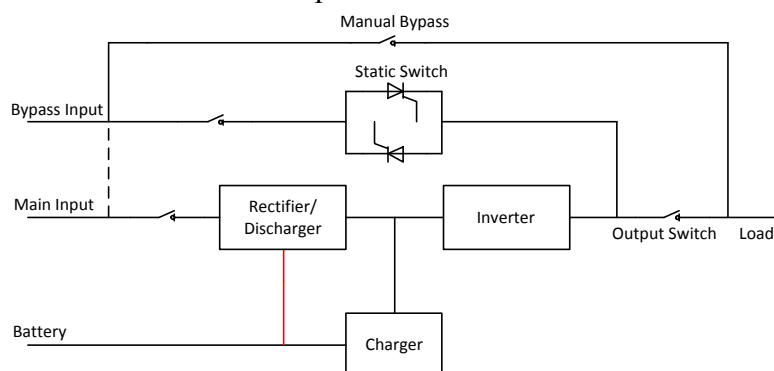 Manual Bypass
Static Switch
Bypass Input
Main Input
Rectifier/
Discharger
Inverter
Output Switch
Load
Battery
Charger